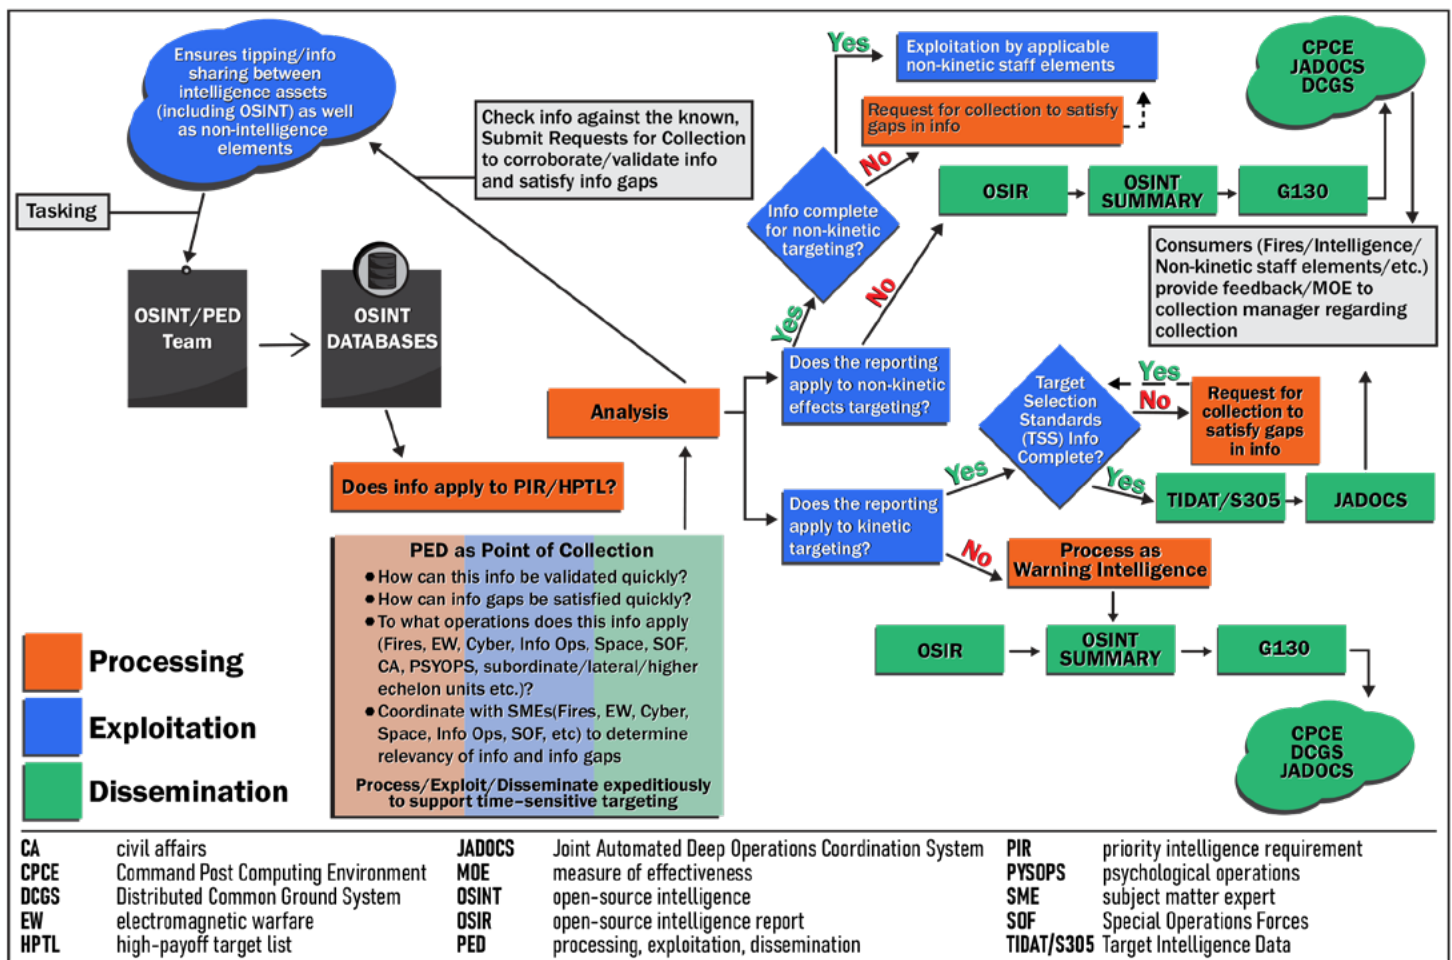 Ensures tipping/info
sharing between
intelligence assets
(including OSINT) as well
as non-intelligence
elements
Tasking
OSINT/PED
Team
OSINT
DATABASES
Check info against the known,
Submit Requests for Collection
to corroborate/validate info
and satisfy info gaps
Does info apply to PIR/HPTL?
Analysis
PED as Point of Collection
● How can this info be validated quickly?
● How can info gaps be satisfied quickly?
● To what operations does this info apply
(Fires, EW, Cyber, Info Ops, Space, SOF,
CA, PSYOPS, subordinate/lateral/higher
echelon units etc.)?
● Coordinate with SMEs(Fires, EW, Cyber,
Space, Info Ops, SOF, etc) to determine
relevancy of info and info gaps
Process/Exploit/Disseminate expeditiously
to support time-sensitive targeting
Does the reporting
apply to non-kinetic
effects targeting?
Yes
No
Info complete
for non-kinetic
targeting?
Yes
No
Exploitation by applicable
non-kinetic staff elements
Request for collection to satisfy
gaps in info
OSIR
OSINT
SUMMARY
G130
CPCE
JADOCS
DCGS
Consumers (Fires/Intelligence/
Non-kinetic staff elements/etc.)
provide feedback/MOE to
collection manager regarding
collection
Does the reporting
apply to kinetic
targeting?
Yes
No
Target
Selection
Standards
(TSS) Info
Complete?
Yes
No
Request for
collection to
satisfy gaps
in info
Yes
TIDAT/S305
JADOCS
Process as
Warning Intelligence
OSIR
OSINT
SUMMARY
G130
CPCE
DCGS
JADOCS
Processing
Exploitation
Dissemination
CA civil affairs
CPCE Command Post Computing Environment
DCGS Distributed Common Ground System
EW electromagnetic warfare
HPTL high-payoff target list
JADOCS Joint Automated Deep Operations Coordination System
MOE measure of effectiveness
OSINT open-source intelligence
OSIR open-source intelligence report
PED processing, exploitation, dissemination
PIR priority intelligence requirement
PYSOPS psychological operations
SME subject matter expert
SOF Special Operations Forces
TIDAT/S305 Target Intelligence Data